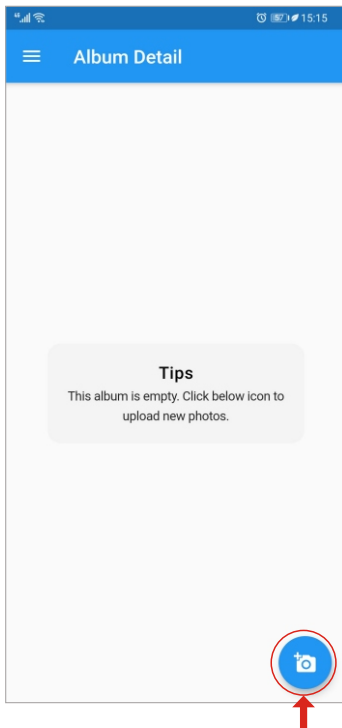 15:15
Album Detail
Tips
This album is empty. Click below icon to
upload new photos.